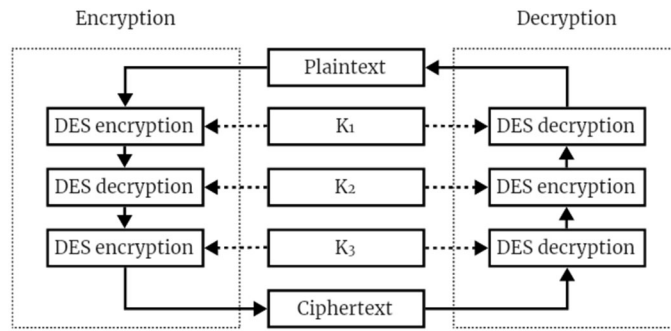 Encryption
Decryption
Plaintext
DES encryption
K₁
DES decryption
DES decryption
K₂
DES encryption
DES encryption
K₃
DES decryption
Ciphertext